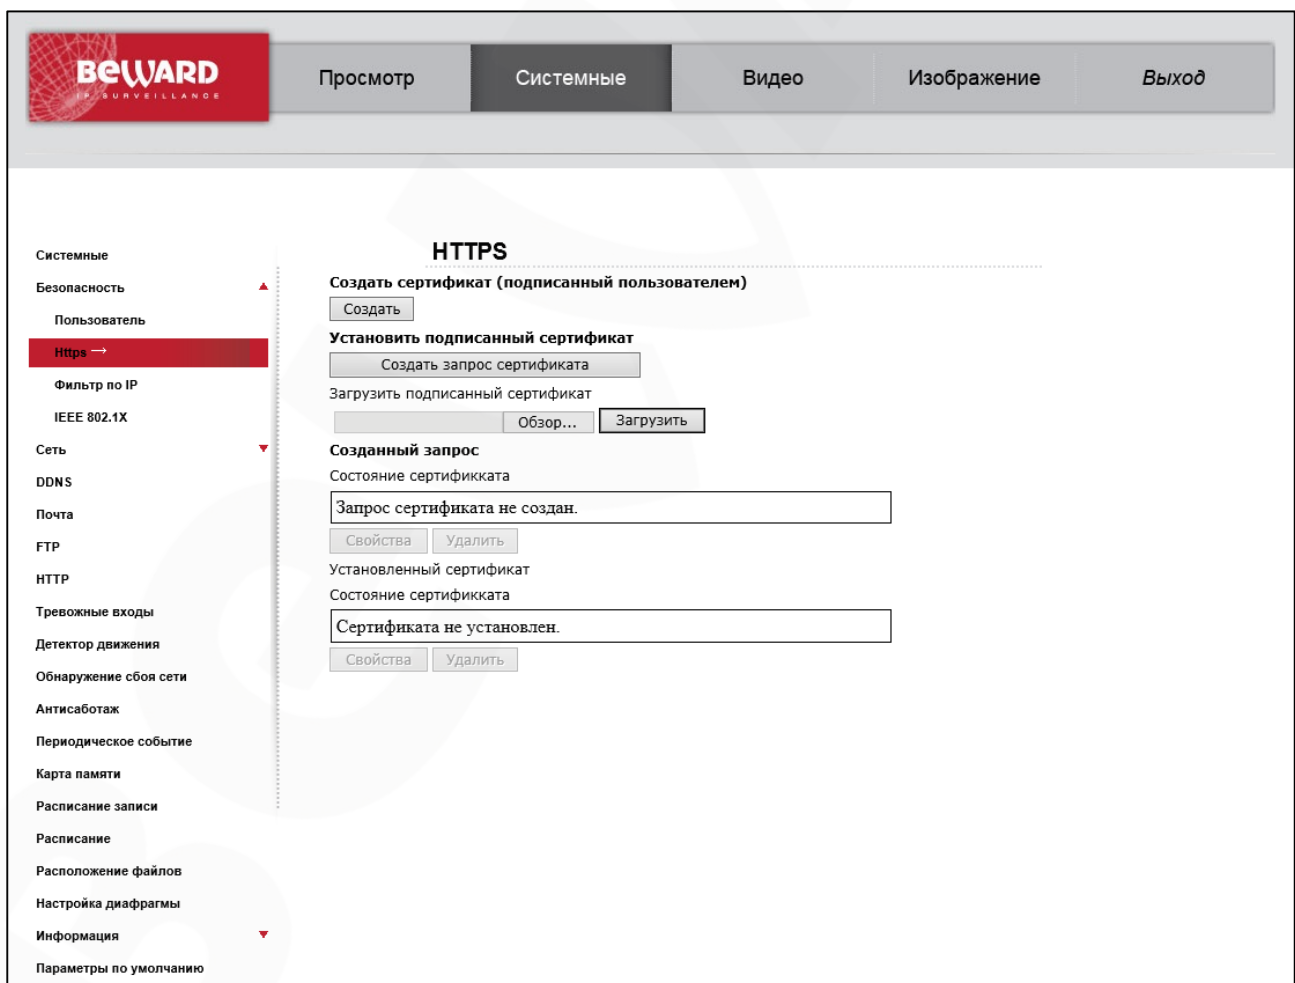 BEWARD
IP SURVEILLANCE
Просмотр
Системные
Видео
Изображение
Выход
Системные
Безопасность
Пользователь
Https →
Фильтр по IP
IEEE 802.1X
Сеть
DDNS
Почта
FTP
HTTP
Тревожные входы
Детектор движения
Обнаружение сбоя сети
Антисаботаж
Периодическое событие
Карта памяти
Расписание записи
Расписание
Расположение файлов
Настройка диафрагмы
Информация
Параметры по умолчанию
HTTPS
Создать сертификат (подписанный пользователем)
Создать
Установить подписанный сертификат
Создать запрос сертификата
Загрузить подписанный сертификат
Обзор... Загрузить
Созданный запрос
Состояние сертификката
Запрос сертификата не создан.
Свойства Удалить
Установленный сертификат
Состояние сертификката
Сертификата не установлен.
Свойства Удалить